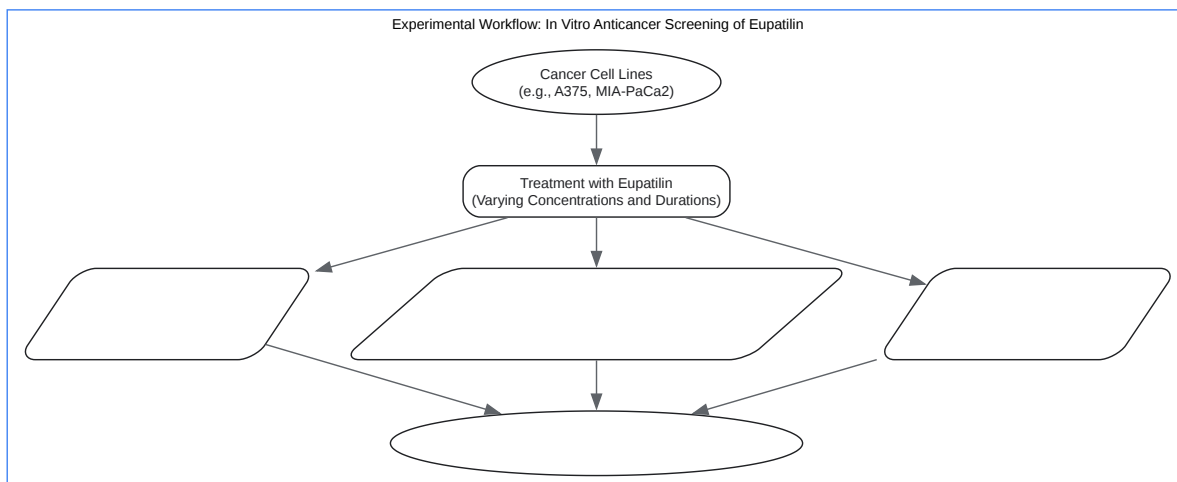 Experimental Workflow: In Vitro Anticancer Screening of Eupatilin
Cancer Cell Lines
(e.g., A375, MIA-PaCa2)
Treatment with Eupatilin
(Varying Concentrations and Durations)